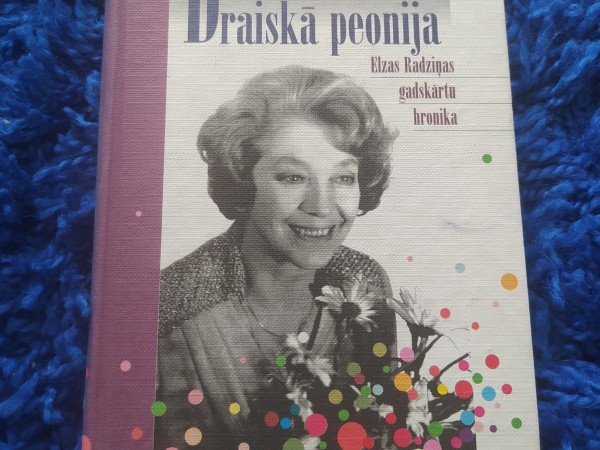 Draiskā peonija
Elzas Radziņas
gadskārtu
hronika